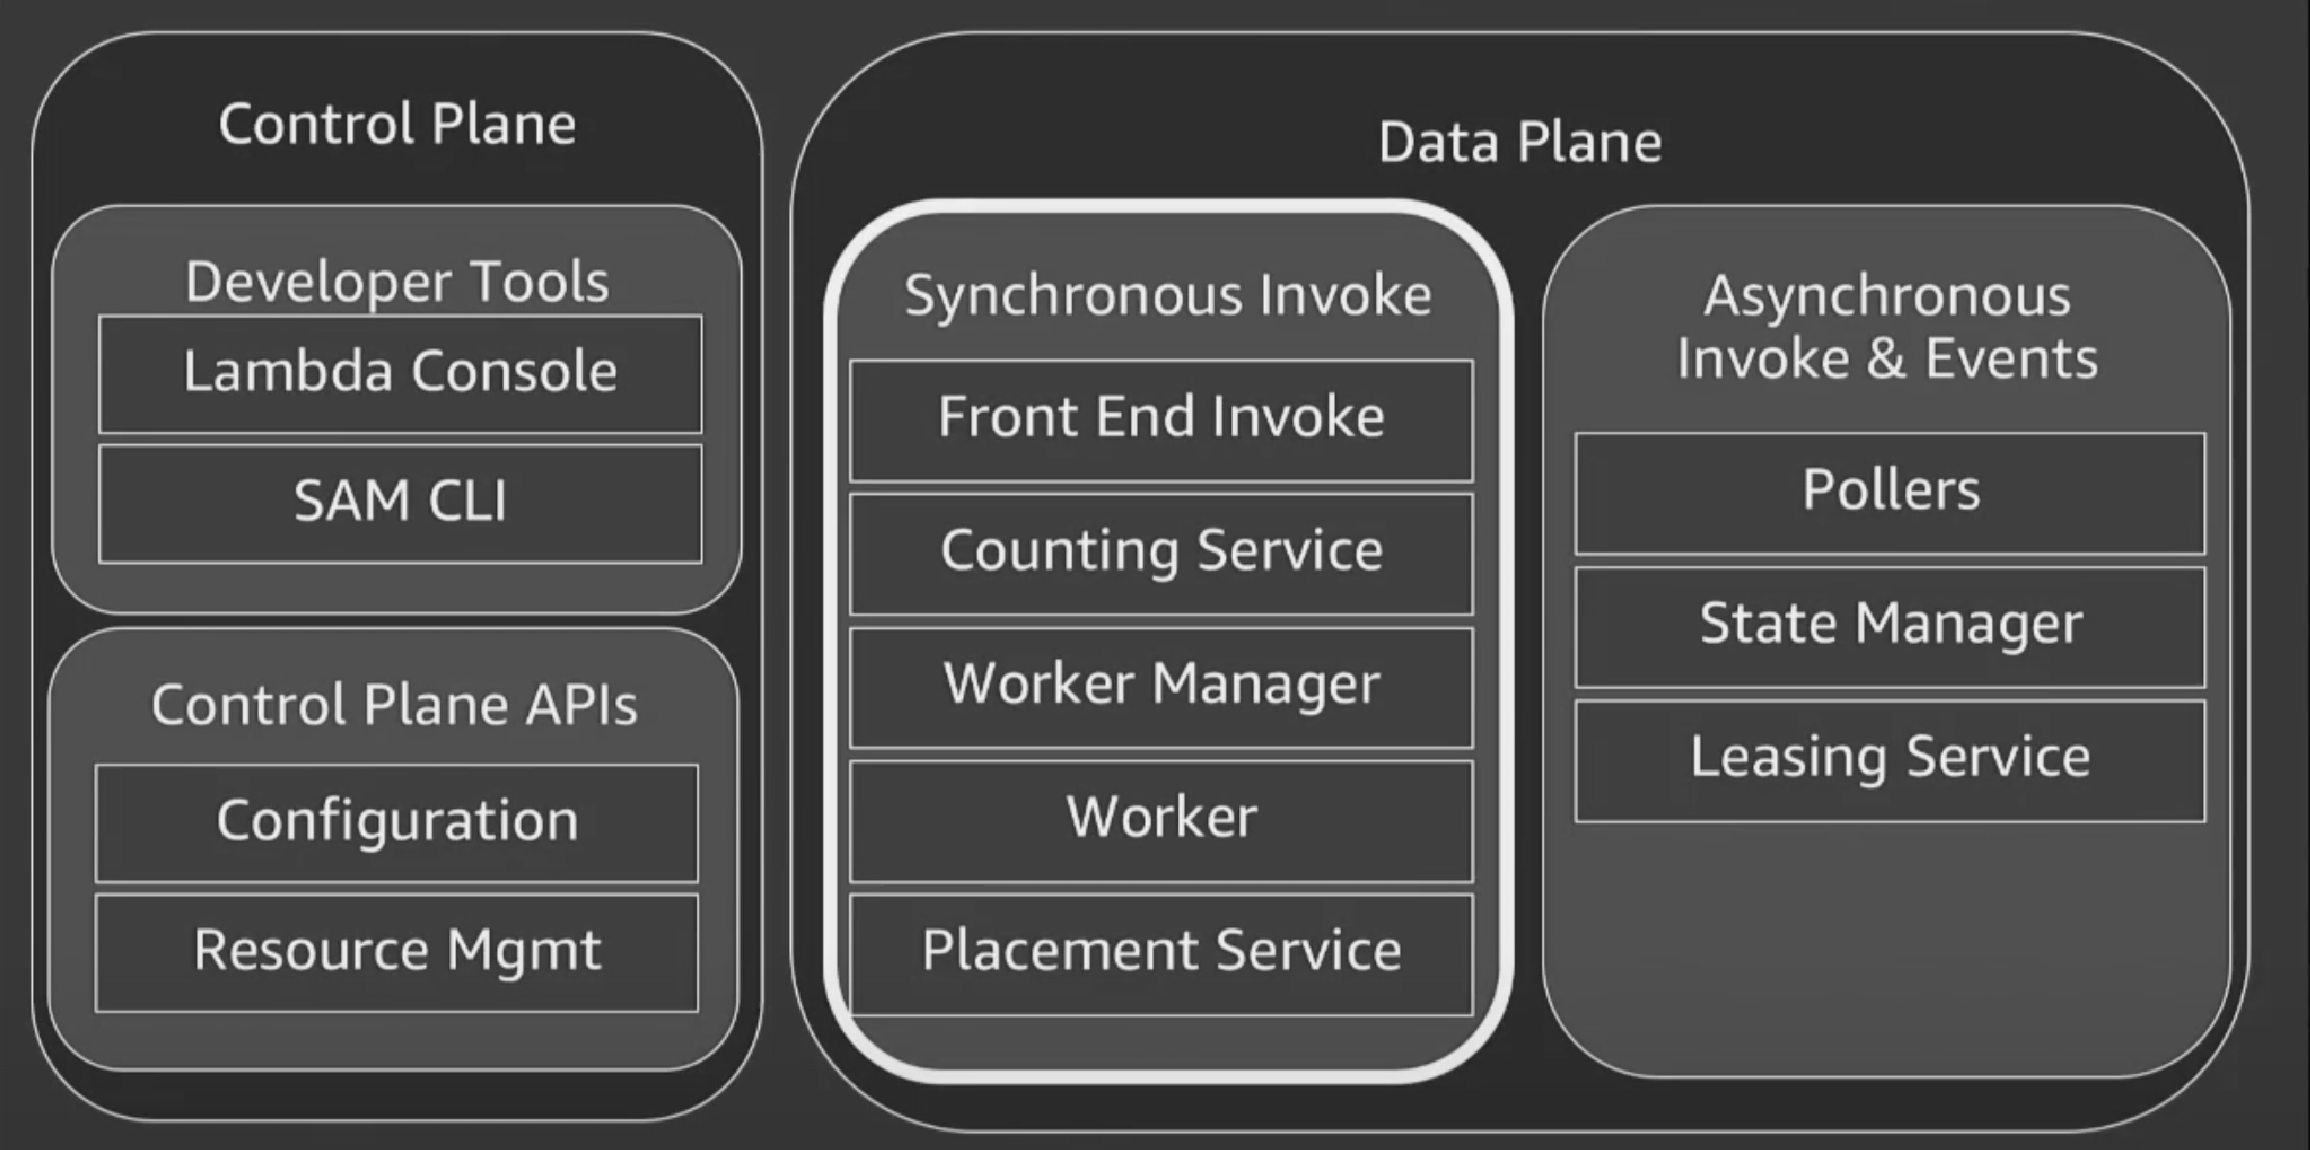 Control Plane
Developer Tools
Lambda Console
SAM CLI
Control Plane APIs
Configuration
Resource Mgmt
Data Plane
Synchronous Invoke
Front End Invoke
Counting Service
Worker Manager
Worker
Placement Service
Asynchronous
Invoke & Events
Pollers
State Manager
Leasing Service